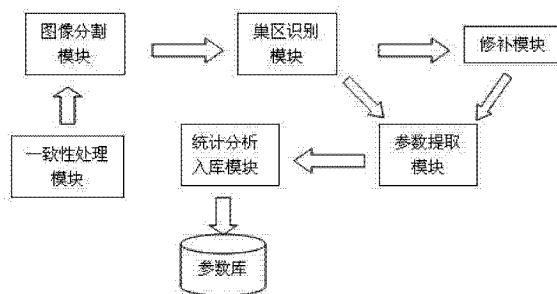 图像分割
模块
巢区识别
模块
修补模块
一致性处理
模块
统计分析
入库模块
参数提取
模块
参数库